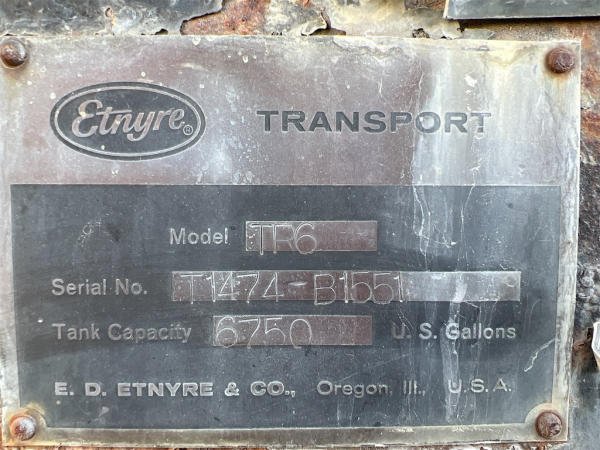 Etnyre® TRANSPORT
Model TR6
Serial No. T1474-B1551
Tank Capacity 6750 U.S. Gallons
E. D. ETNYRE & CO., Oregon, Ill., U.S.A.